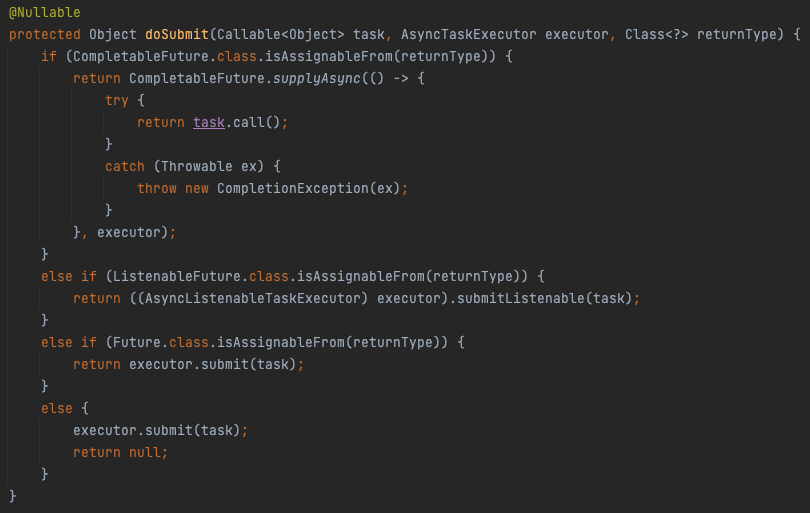 @Nullable
protected Object doSubmit(Callable<Object> task, AsyncTaskExecutor executor, Class<?> returnType) {
if (CompletableFuture.class.isAssignableFrom(returnType)) {
return CompletableFuture.supplyAsync(() -> {
try {
return task.call();
}
catch (Throwable ex) {
throw new CompletionException(ex);
}
}, executor);
}
else if (ListenableFuture.class.isAssignableFrom(returnType)) {
return ((AsyncListenableTaskExecutor) executor).submitListenable(task);
}
else if (Future.class.isAssignableFrom(returnType)) {
return executor.submit(task);
}
else {
executor.submit(task);
return null;
}
}